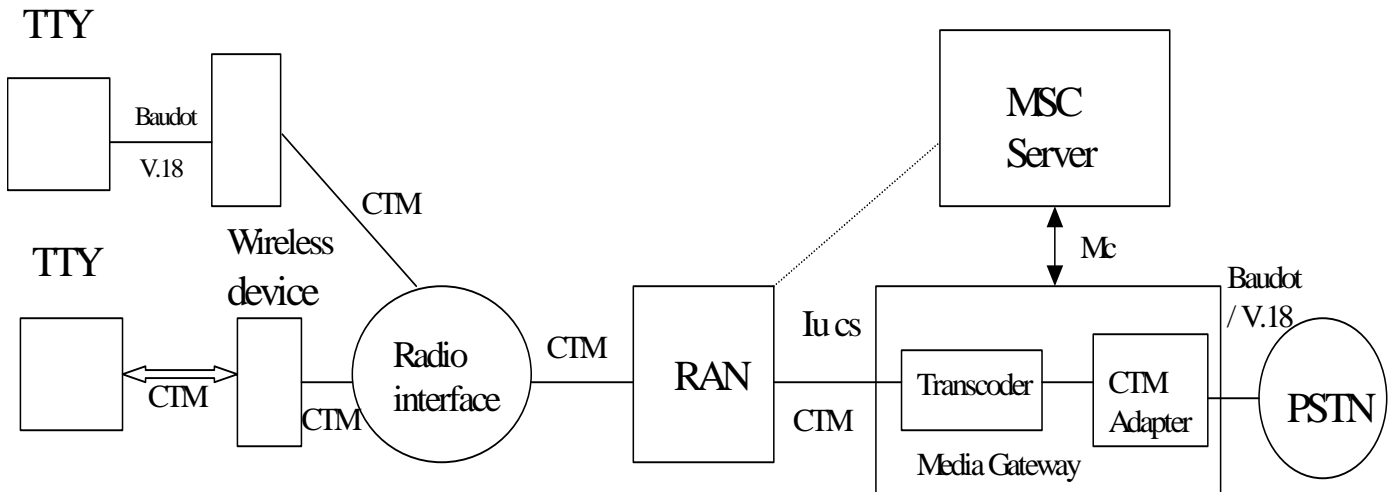 TTY
Baudot
V.18
CTM
MSC
Server
Wireless
device
TTY
CTM
CTM
Radio
interface
CTM
RAN
Iu cs
CTM
Mc
Transcoder
CTM
Adapter
Media Gateway
Baudot
/ V.18
PSTN